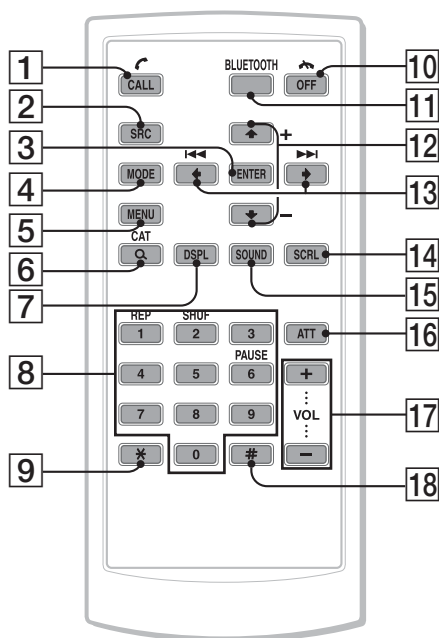 BLUETOOTH
1 CALL OFF 10
11
2 SRC + 12
3
4 MODE ENTER 13
5 MENU −
CAT
6 DSPL SOUND SCRL 14
7 15
REP SHUF
1 2 3 ATT 16
PAUSE
8 4 5 6 + 17
VOL
7 8 9 −
9 * 0 # 18